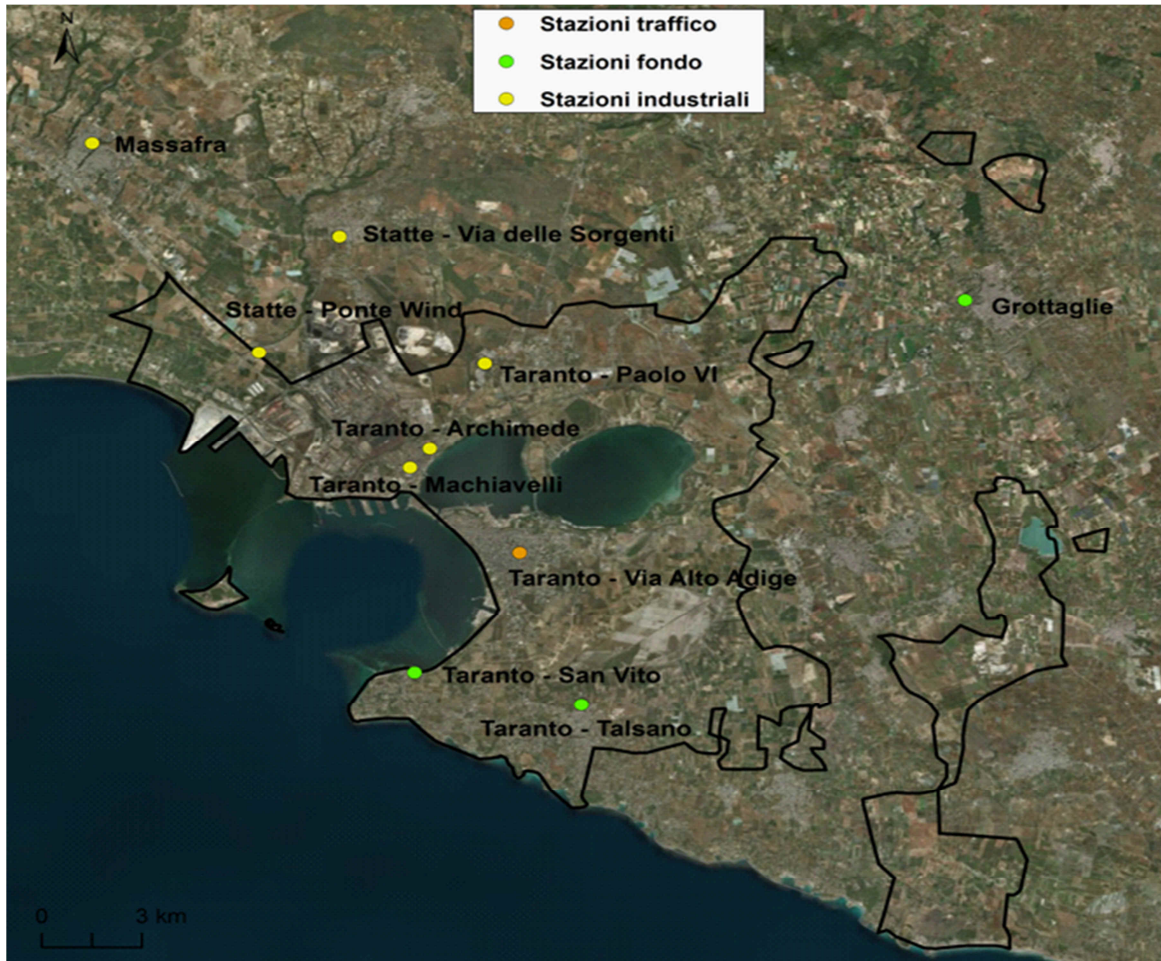 N
Stazioni traffico
Stazioni fondo
Stazioni industriali
Massafra
Statte - Via delle Sorgenti
Statte - Ponte Wind
Grottaglie
Taranto - Paolo VI
Taranto - Archimede
Taranto - Machiavelli
Taranto - Via Alto Adige
Taranto - San Vito
Taranto - Talsano
0 3 km